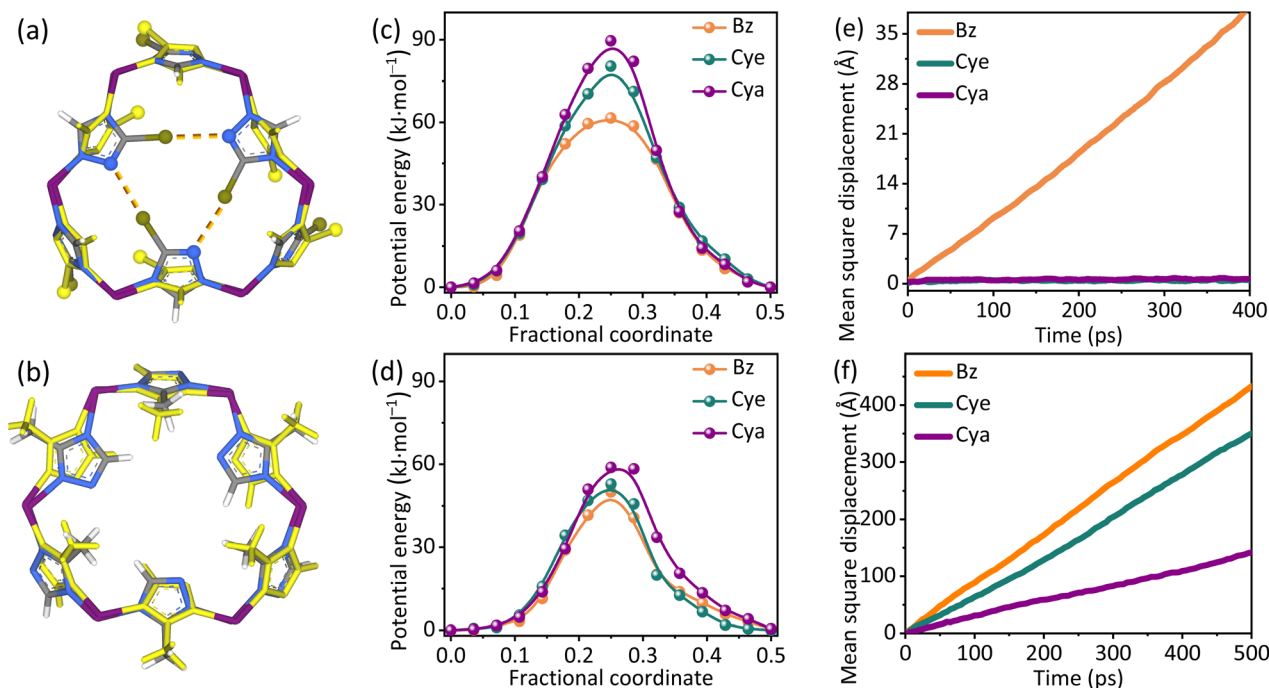 (a)
(b)
(c)
Potential energy (kJ·mol⁻¹)
90
60
30
0
0.0 0.1 0.2 0.3 0.4 0.5
Fractional coordinate
Bz
Cye
Cya
(d)
Potential energy (kJ·mol⁻¹)
90
60
30
0
0.0 0.1 0.2 0.3 0.4 0.5
Fractional coordinate
Bz
Cye
Cya
(e)
Mean square displacement (Å)
35
28
21
14
7
0
0 100 200 300 400
Time (ps)
Bz
Cye
Cya
(f)
Mean square displacement (Å)
400
300
200
100
0
0 100 200 300 400 500
Time (ps)
Bz
Cye
Cya